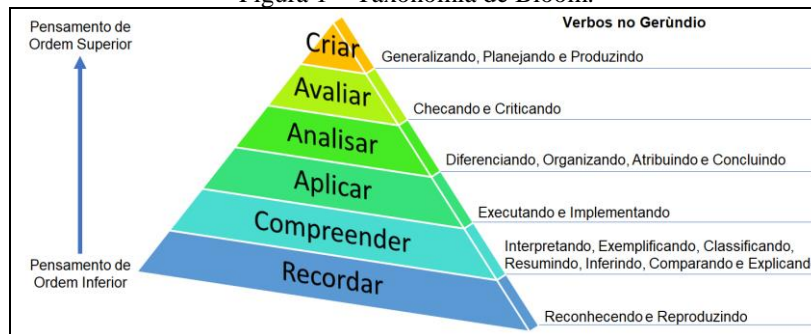 Figura 1 – Taxonomia de Bloom.
Pensamento de
Ordem Superior
Verbos no Gerùndio
Criar
Generalizando, Planejando e Produzindo
Avaliar
Checando e Criticando
Analisar
Diferenciando, Organizando, Atribuindo e Concluindo
Aplicar
Executando e Implementando
Compreender
Interpretando, Exemplificando, Classificando,
Resumindo, Inferindo, Comparando e Explicando
Pensamento de
Ordem Inferior
Recordar
Reconhecendo e Reproduzindo